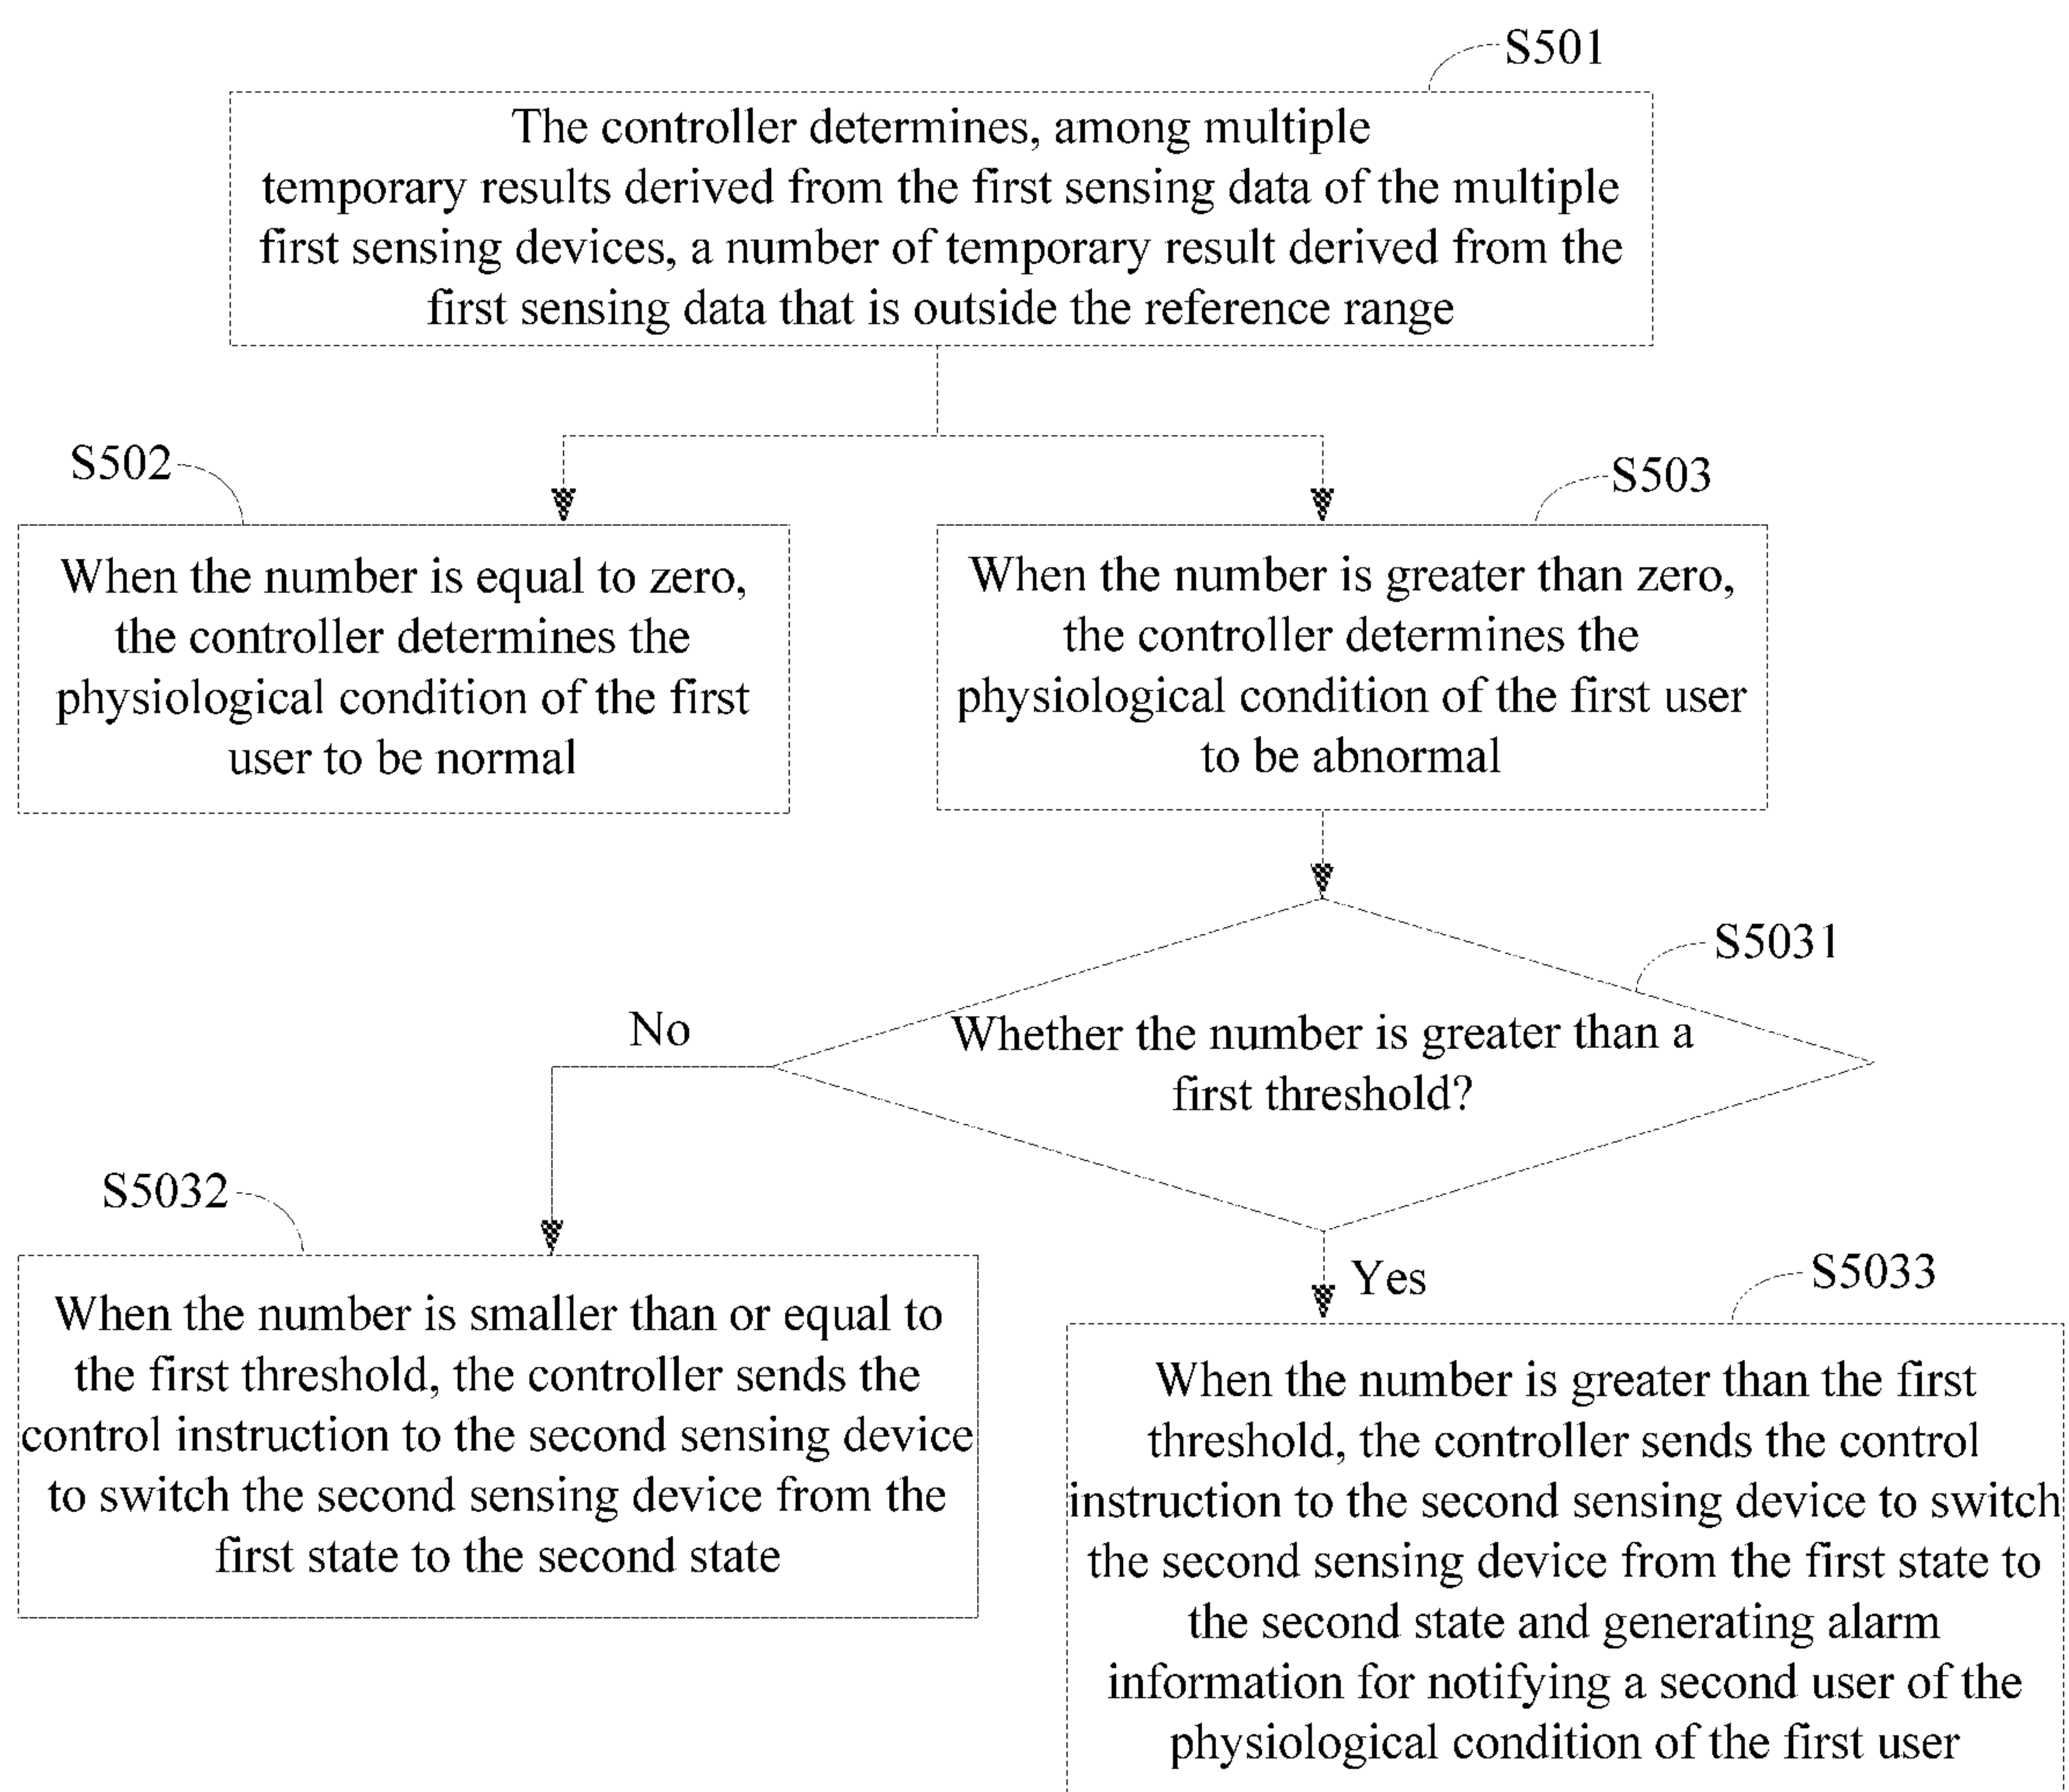 S501
The controller determines, among multiple
temporary results derived from the first sensing data of the multiple
first sensing devices, a number of temporary result derived from the
first sensing data that is outside the reference range
S502
When the number is equal to zero,
the controller determines the
physiological condition of the first
user to be normal
S503
When the number is greater than zero,
the controller determines the
physiological condition of the first user
to be abnormal
S5031
Whether the number is greater than a
first threshold?
No
S5032
When the number is smaller than or equal to
the first threshold, the controller sends the
control instruction to the second sensing device
to switch the second sensing device from the
first state to the second state
Yes
S5033
When the number is greater than the first
threshold, the controller sends the control
instruction to the second sensing device to switch
the second sensing device from the first state to
the second state and generating alarm
information for notifying a second user of the
physiological condition of the first user